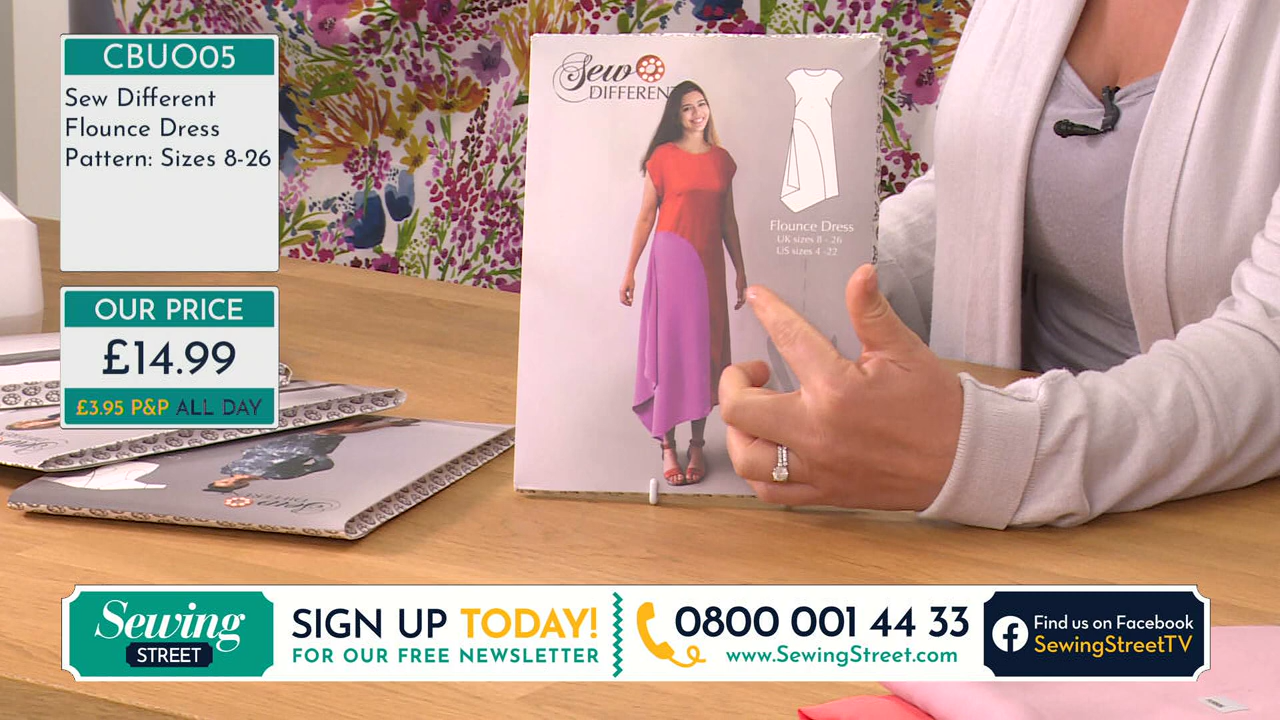 CBUO05
Sew Different
Flounce Dress
Pattern: Sizes 8-26
OUR PRICE
£14.99
£3.95 P&P ALL DAY
Sew
DIFFERENT
Flounce Dress
UK sizes 8 - 26
US sizes 4 -22
Sew
DIFFERENT
Sewing
STREET
SIGN UP TODAY!
FOR OUR FREE NEWSLETTER
0800 001 44 33
www.SewingStreet.com
Find us on Facebook
SewingStreetTV